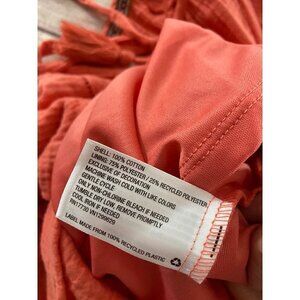 SHELL: 100% COTTON
LINING: 75% POLYESTER / 25% RECYCLED POLYESTER
EXCLUSIVE OF DECORATION
MACHINE WASH COLD WITH LIKE COLORS
GENTLE CYCLE
ONLY NON-CHLORINE BLEACH IF NEEDED
TUMBLE DRY LOW, REMOVE PROMPTLY
COOL IRON IF NEEDED
LABEL MADE FROM 100% RECYCLED PLASTIC